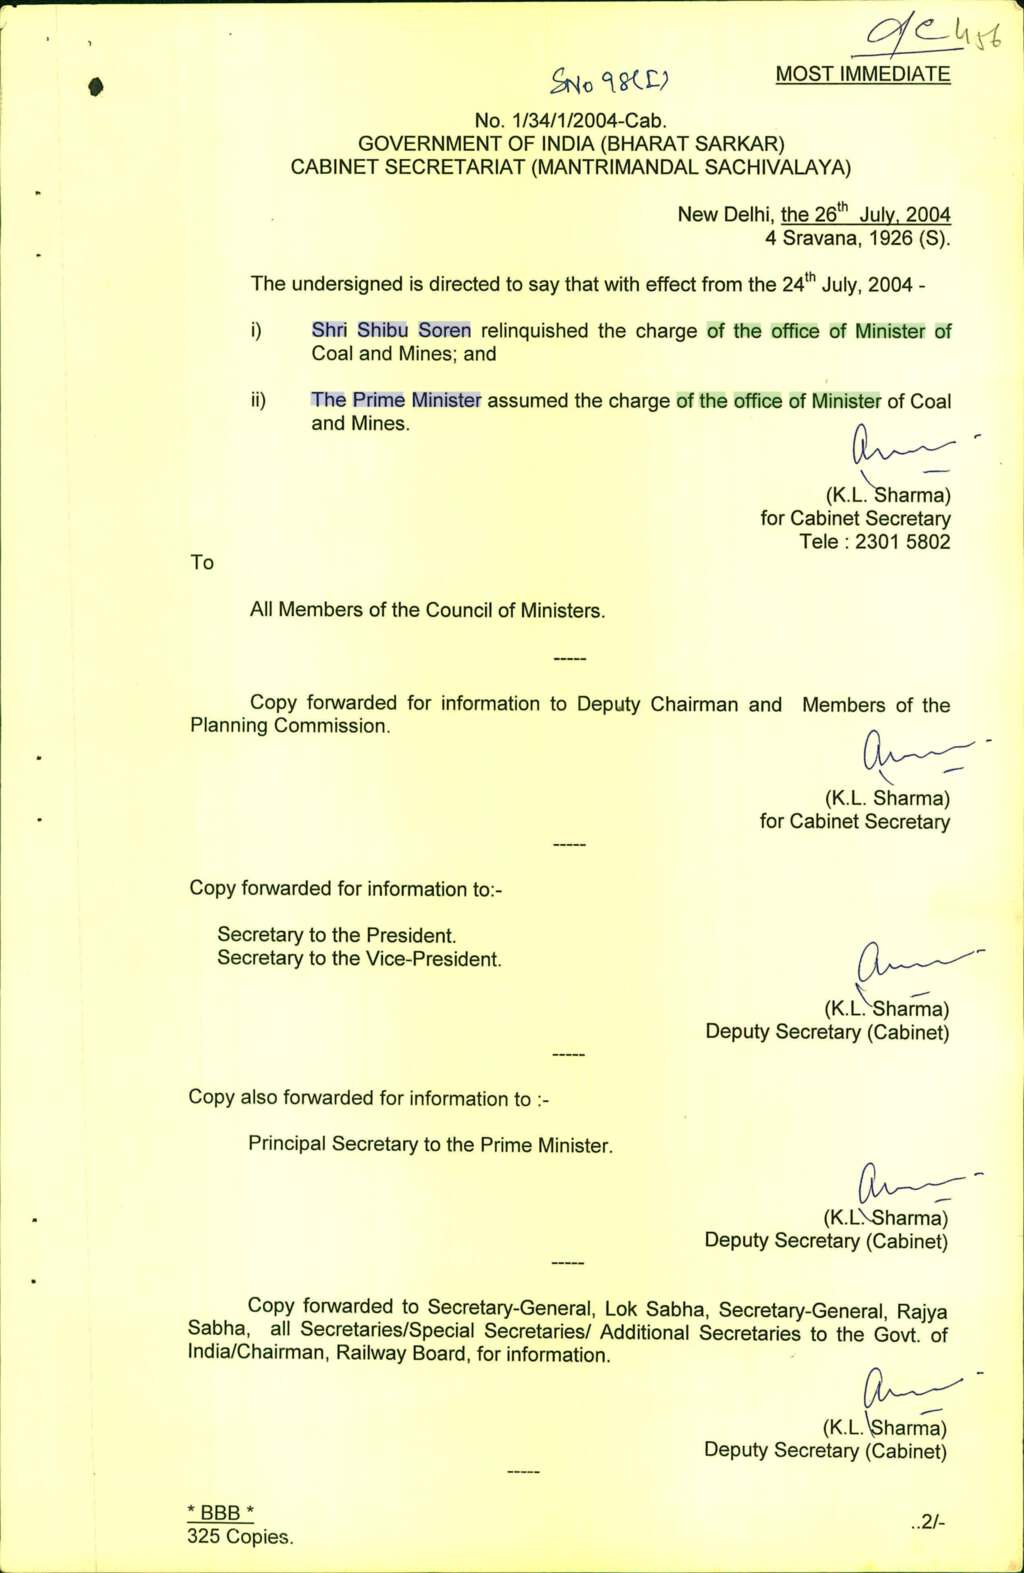 O/C 456
MOST IMMEDIATE
SNo 98(I)
No. 1/34/1/2004-Cab.
GOVERNMENT OF INDIA (BHARAT SARKAR)
CABINET SECRETARIAT (MANTRIMANDAL SACHIVALAYA)
New Delhi, the 26th July, 2004
4 Sravana, 1926 (S).
The undersigned is directed to say that with effect from the 24th July, 2004 -
i) Shri Shibu Soren relinquished the charge of the office of Minister of
Coal and Mines; and
ii) The Prime Minister assumed the charge of the office of Minister of Coal
and Mines.
(K.L. Sharma)
for Cabinet Secretary
Tele : 2301 5802
To
All Members of the Council of Ministers.
-----
Copy forwarded for information to Deputy Chairman and Members of the
Planning Commission.
(K.L. Sharma)
for Cabinet Secretary
-----
Copy forwarded for information to:-
Secretary to the President.
Secretary to the Vice-President.
(K.L. Sharma)
Deputy Secretary (Cabinet)
-----
Copy also forwarded for information to :-
Principal Secretary to the Prime Minister.
(K.L. Sharma)
Deputy Secretary (Cabinet)
-----
Copy forwarded to Secretary-General, Lok Sabha, Secretary-General, Rajya
Sabha, all Secretaries/Special Secretaries/ Additional Secretaries to the Govt. of
India/Chairman, Railway Board, for information.
(K.L. Sharma)
Deputy Secretary (Cabinet)
-----
* BBB *
325 Copies.
..2/-